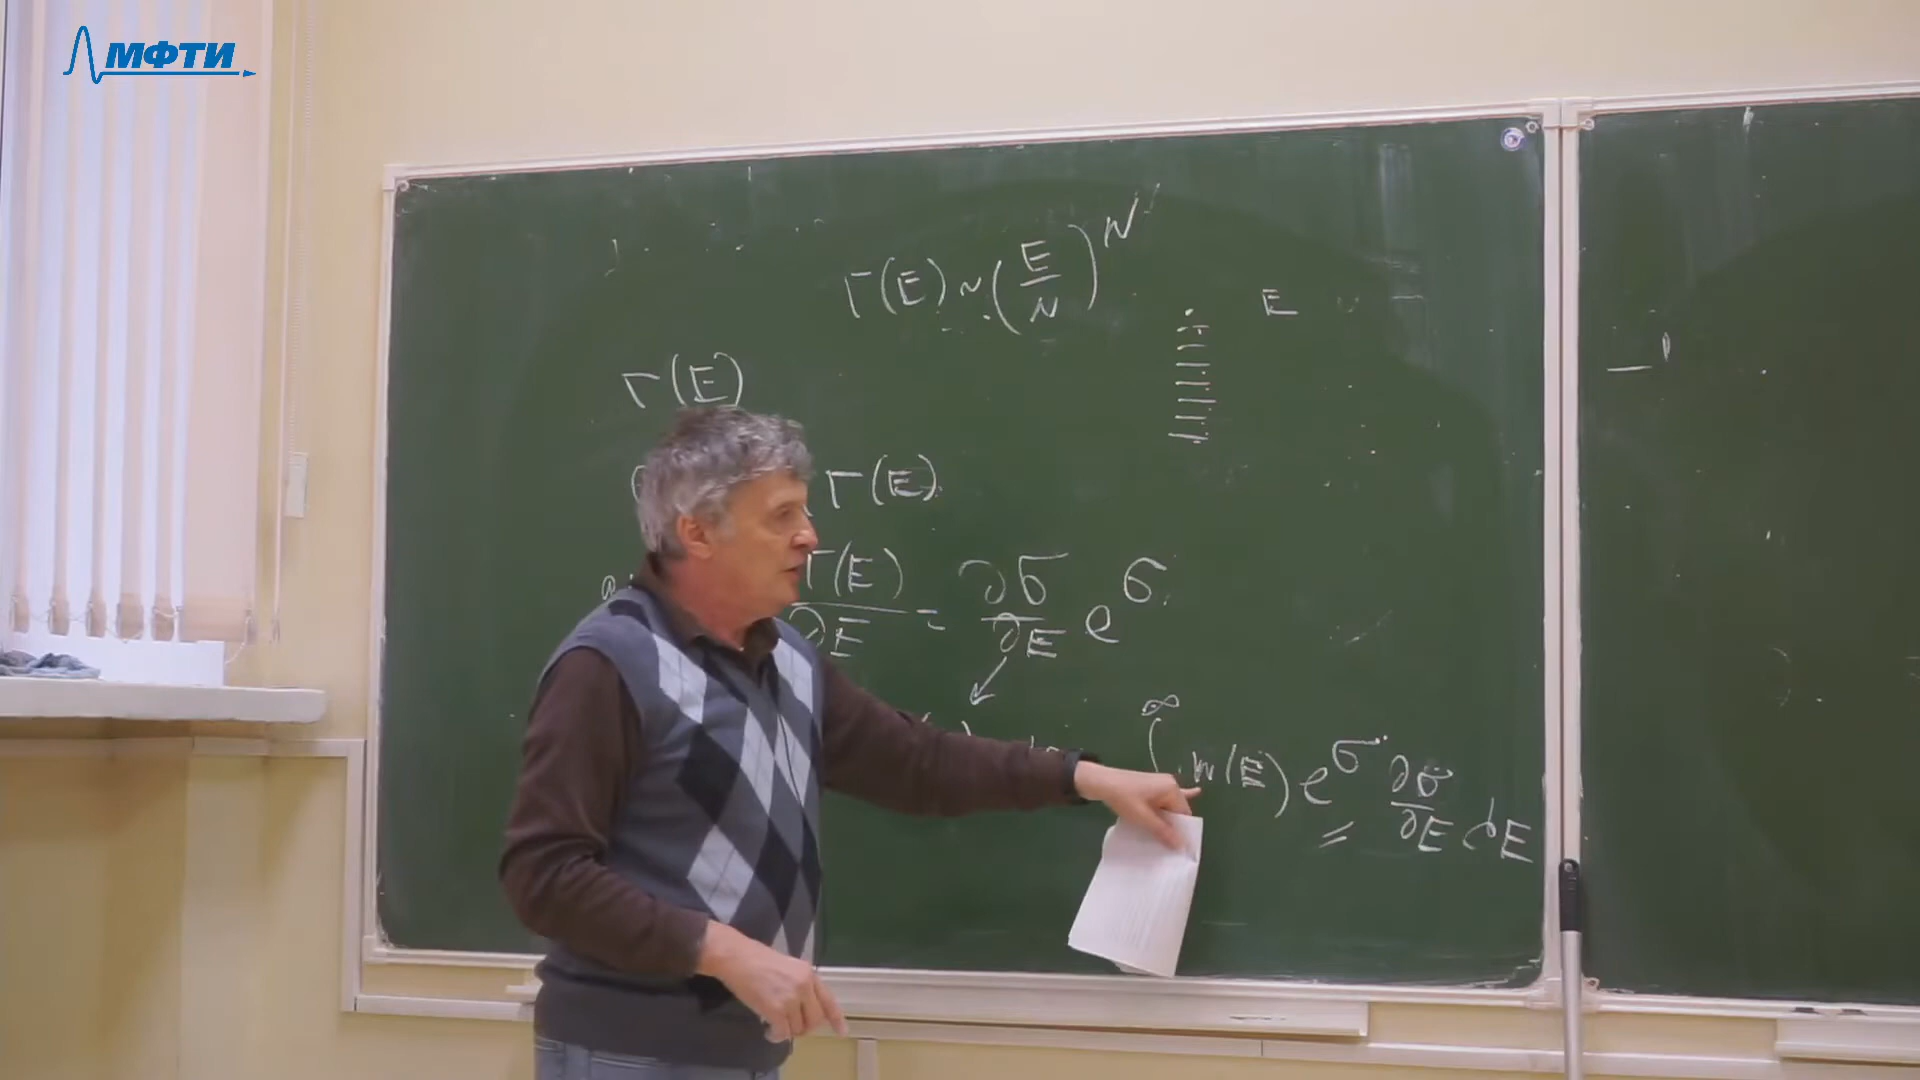 МФТИ
Γ(E) ~ (E/N)^N
E
Γ(E)
Γ(E)
Γ(E)/∂E = ∂σ/∂E e^σ
∞
∫ w(E) e^σ ∂σ/∂E dE